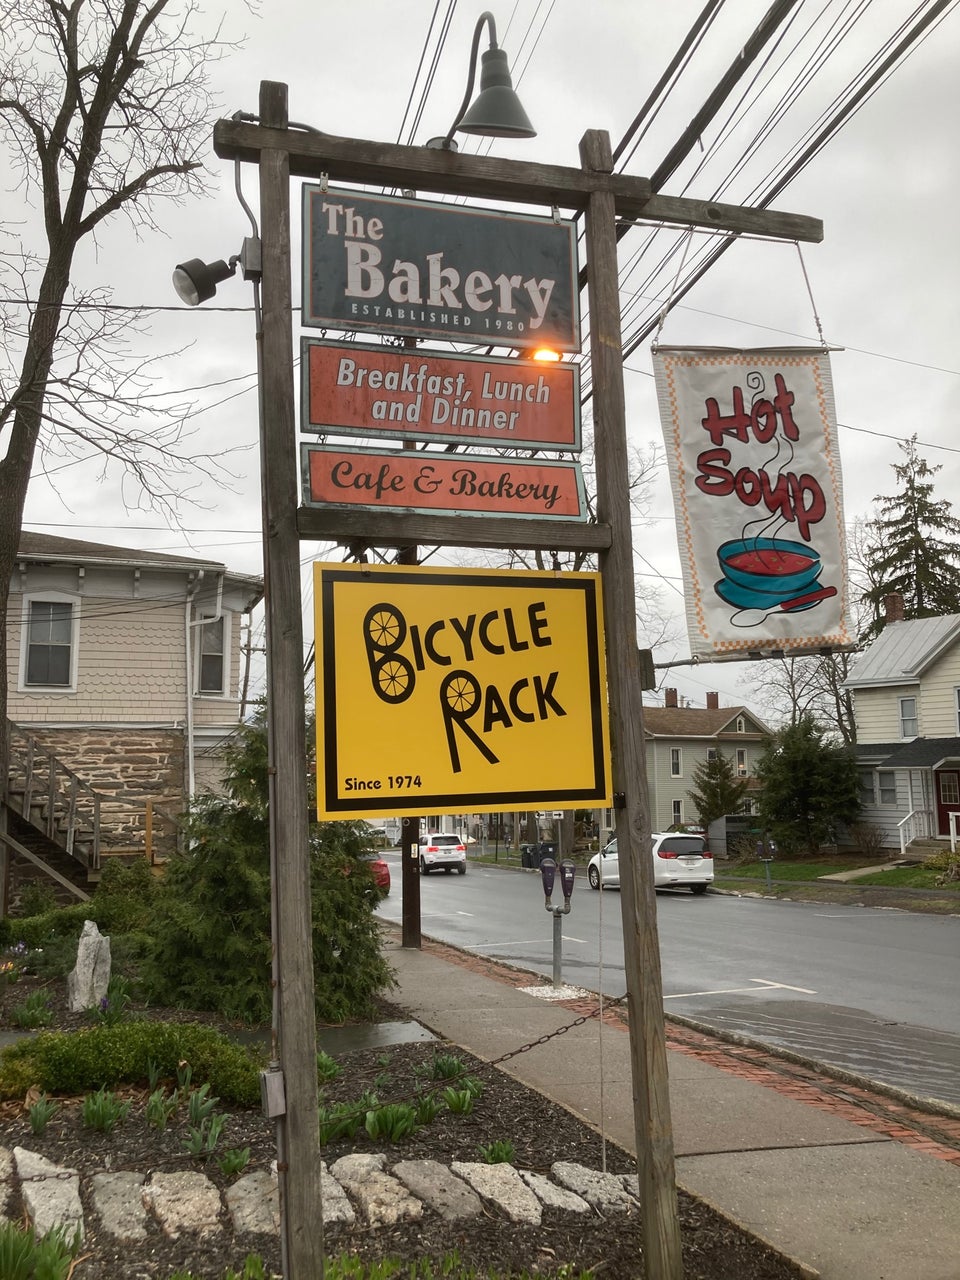 The
Bakery
ESTABLISHED 1980
Breakfast, Lunch
and Dinner
Cafe & Bakery
BICYCLE
RACK
Since 1974
Hot
Soup